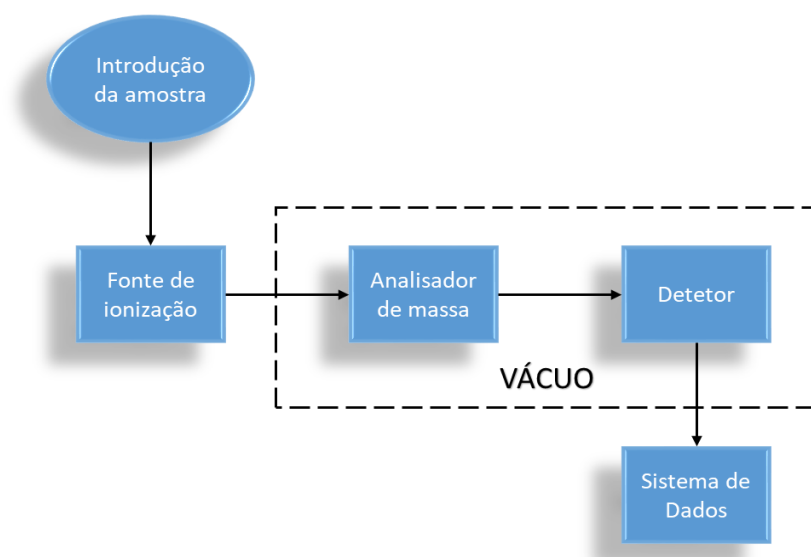 Introdução
da amostra
Fonte de
ionização
Analisador
de massa
Detetor
VÁCUO
Sistema de
Dados